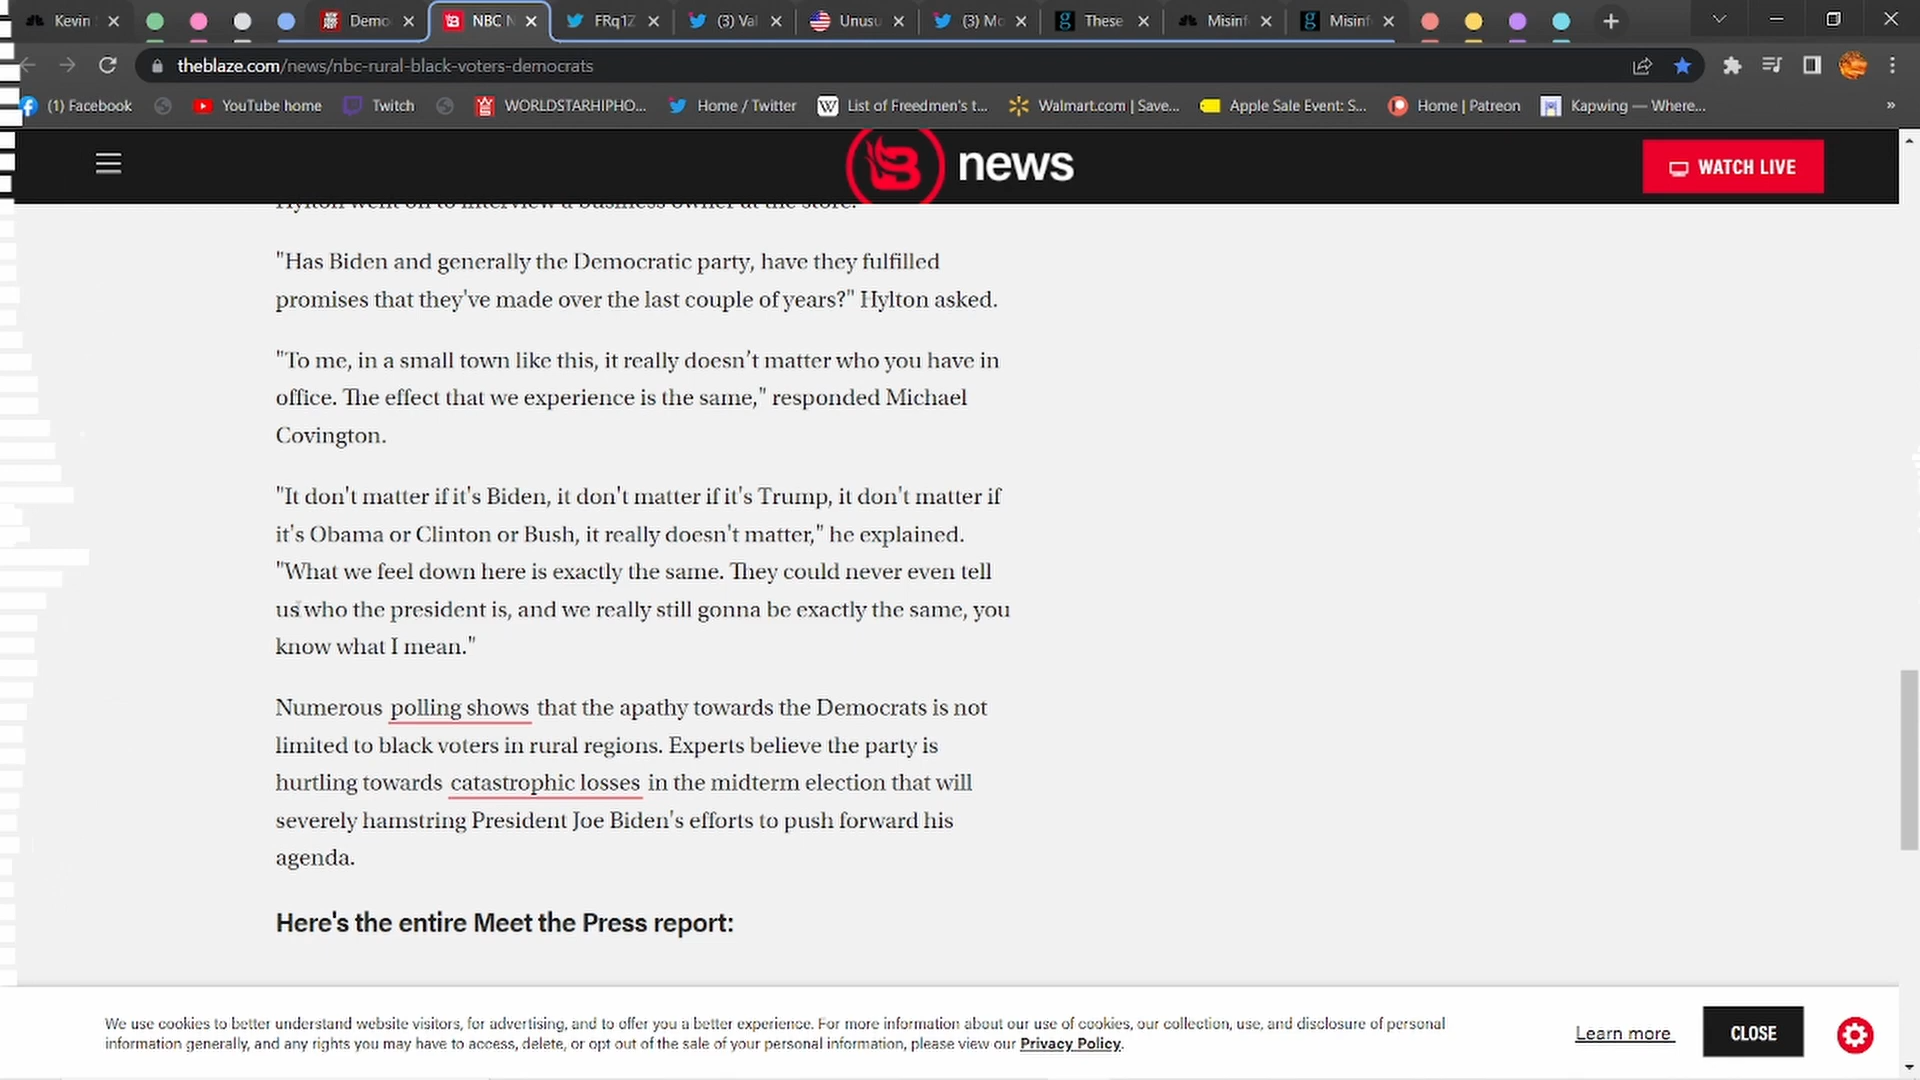 Kevin
Demo
NBC N
FRq1Z
(3) Val
Unusu
(3) Mo
These
Misinf
Misinf
theblaze.com/news/nbc-rural-black-voters-democrats
(1) Facebook
YouTube home
Twitch
WORLDSTARHIPHO...
Home / Twitter
W List of Freedmen's t...
Walmart.com | Save...
Apple Sale Event: S...
Home | Patreon
Kapwing — Where...
»
B news
WATCH LIVE
Hylton went on to interview a business owner at the store.
"Has Biden and generally the Democratic party, have they fulfilled
promises that they've made over the last couple of years?" Hylton asked.
"To me, in a small town like this, it really doesn't matter who you have in
office. The effect that we experience is the same," responded Michael
Covington.
"It don't matter if it's Biden, it don't matter if it's Trump, it don't matter if
it's Obama or Clinton or Bush, it really doesn't matter," he explained.
"What we feel down here is exactly the same. They could never even tell
us who the president is, and we really still gonna be exactly the same, you
know what I mean."
Numerous polling shows that the apathy towards the Democrats is not
limited to black voters in rural regions. Experts believe the party is
hurtling towards catastrophic losses in the midterm election that will
severely hamstring President Joe Biden's efforts to push forward his
agenda.
Here's the entire Meet the Press report:
We use cookies to better understand website visitors, for advertising, and to offer you a better experience. For more information about our use of cookies, our collection, use, and disclosure of personal
information generally, and any rights you may have to access, delete, or opt out of the sale of your personal information, please view our Privacy Policy.
Learn more
CLOSE